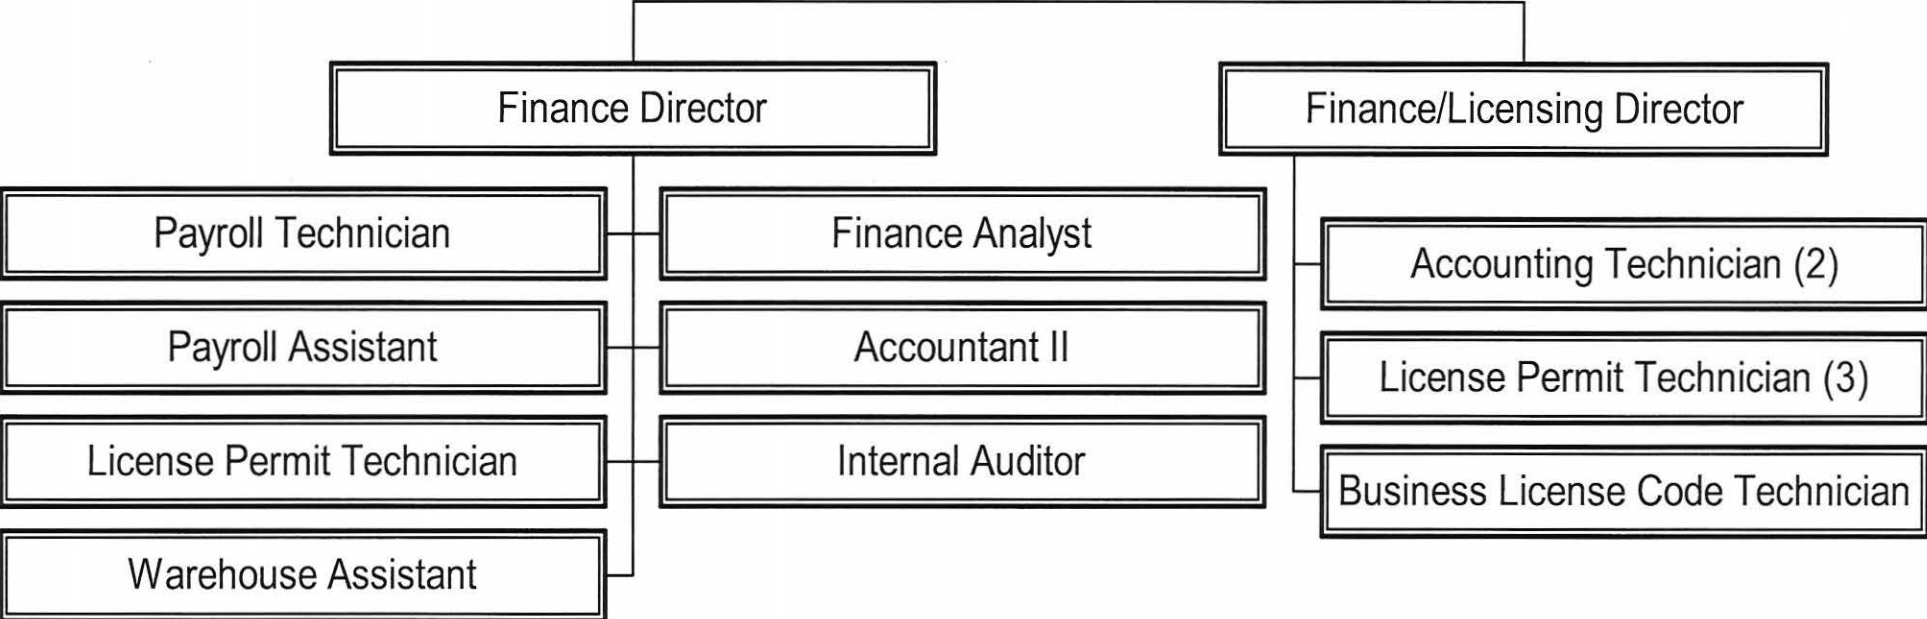 Finance Director
Finance/Licensing Director
Payroll Technician
Finance Analyst
Accounting Technician (2)
Payroll Assistant
Accountant II
License Permit Technician (3)
License Permit Technician
Internal Auditor
Business License Code Technician
Warehouse Assistant